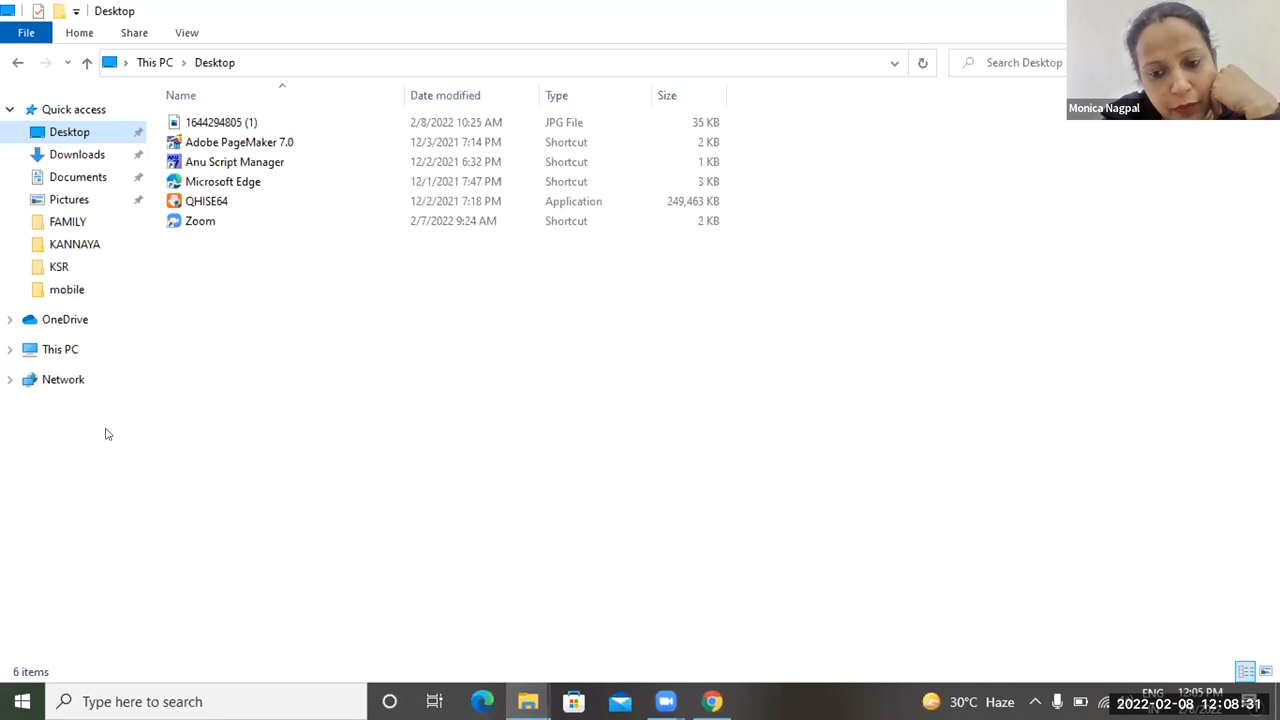 Desktop
File Home Share View
This PC Desktop Search Desktop
Monica Nagpal
Name Date modified Type Size
Quick access
Desktop
Downloads
Documents
Pictures
FAMILY
KANNAYA
KSR
mobile
OneDrive
This PC
Network
1644294805 (1) 2/8/2022 10:25 AM JPG File 35 KB
Adobe PageMaker 7.0 12/3/2021 7:14 PM Shortcut 2 KB
Anu Script Manager 12/2/2021 6:32 PM Shortcut 1 KB
Microsoft Edge 12/1/2021 7:47 PM Shortcut 3 KB
QHISE64 12/2/2021 7:18 PM Application 249,463 KB
Zoom 2/7/2022 9:24 AM Shortcut 2 KB
6 items
Type here to search
30°C Haze
ENG 12:05 PM
2022-02-08 12:08:31